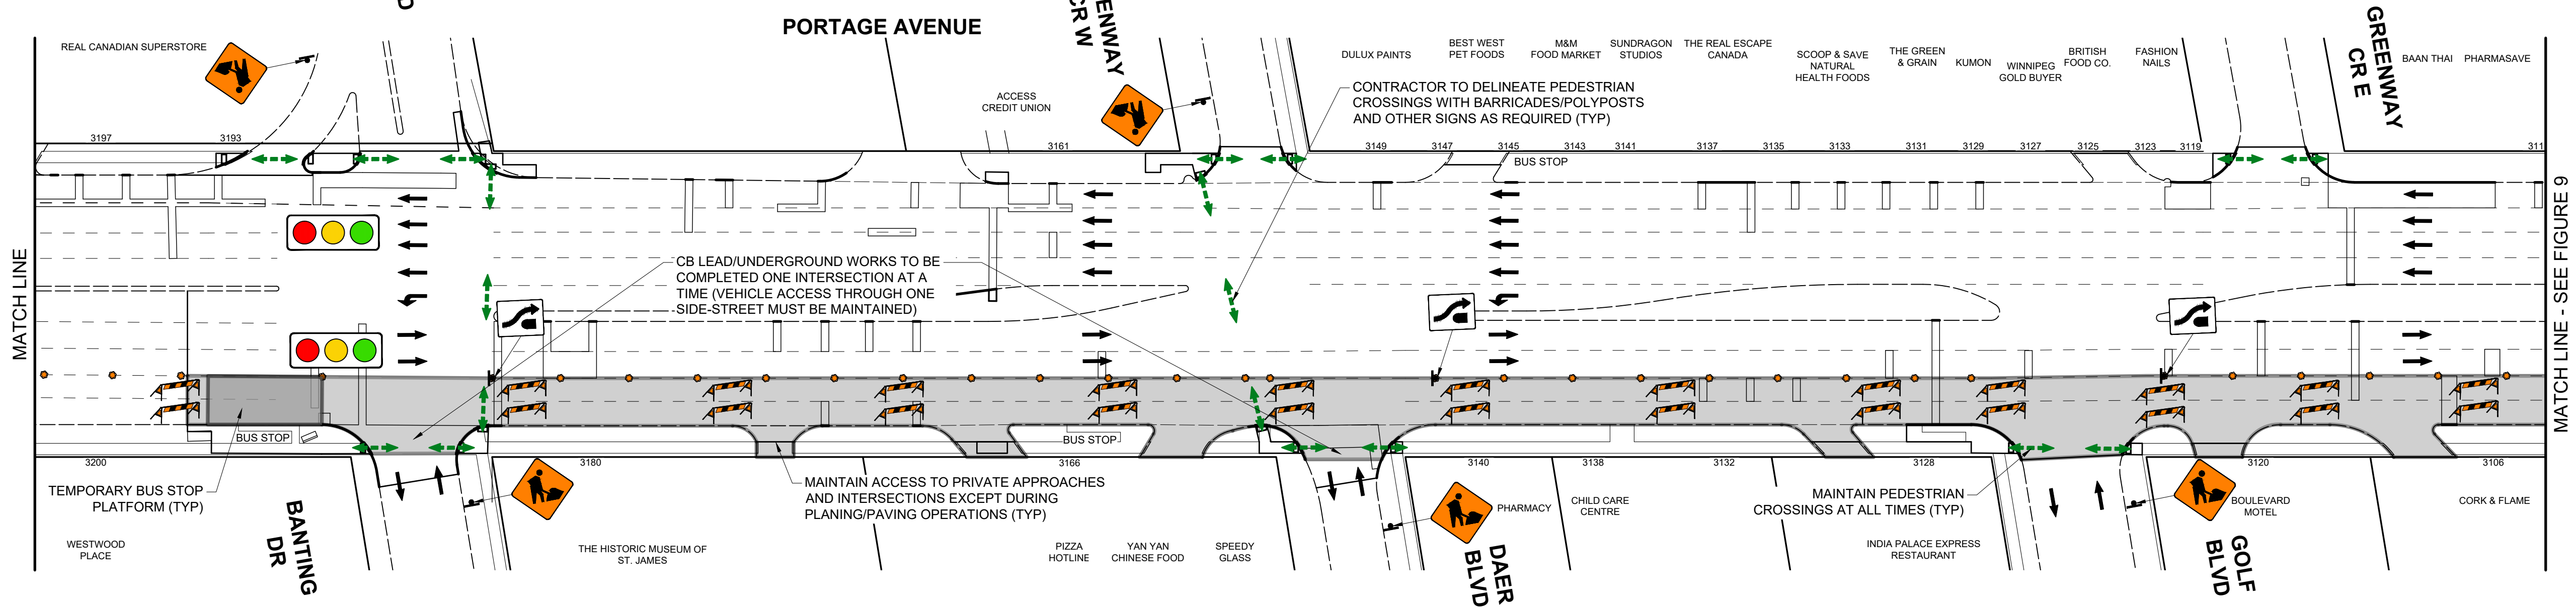 PORTAGE AVENUE
D
ENWAY
CR W
GREENWAY
CR E
REAL CANADIAN SUPERSTORE
ACCESS
CREDIT UNION
DULUX PAINTS
BEST WEST
PET FOODS
M&M
FOOD MARKET
SUNDRAGON
STUDIOS
THE REAL ESCAPE
CANADA
SCOOP & SAVE
NATURAL
HEALTH FOODS
THE GREEN
& GRAIN
KUMON
WINNIPEG
GOLD BUYER
BRITISH
FOOD CO.
FASHION
NAILS
BAAN THAI
PHARMASAVE
CONTRACTOR TO DELINEATE PEDESTRIAN
CROSSINGS WITH BARRICADES/POLYPOSTS
AND OTHER SIGNS AS REQUIRED (TYP)
3197
3193
3161
3149
3147
3145
3143
3141
3137
3135
3133
3131
3129
3127
3125
3123
3119
311
BUS STOP
MATCH LINE
MATCH LINE - SEE FIGURE 9
CB LEAD/UNDERGROUND WORKS TO BE
COMPLETED ONE INTERSECTION AT A
TIME (VEHICLE ACCESS THROUGH ONE
SIDE-STREET MUST BE MAINTAINED)
BUS STOP
BUS STOP
3200
3180
3166
3140
3138
3132
3128
3120
3106
TEMPORARY BUS STOP
PLATFORM (TYP)
MAINTAIN ACCESS TO PRIVATE APPROACHES
AND INTERSECTIONS EXCEPT DURING
PLANING/PAVING OPERATIONS (TYP)
MAINTAIN PEDESTRIAN
CROSSINGS AT ALL TIMES (TYP)
WESTWOOD
PLACE
BANTING
DR
THE HISTORIC MUSEUM OF
ST. JAMES
PIZZA
HOTLINE
YAN YAN
CHINESE FOOD
SPEEDY
GLASS
DAER
BLVD
PHARMACY
CHILD CARE
CENTRE
INDIA PALACE EXPRESS
RESTAURANT
GOLF
BLVD
BOULEVARD
MOTEL
CORK & FLAME